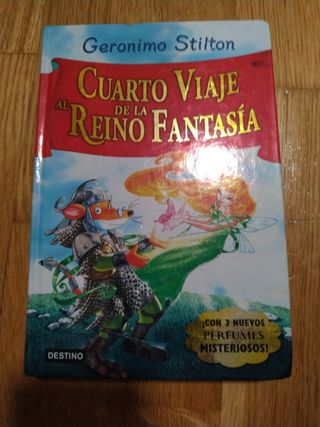 Geronimo Stilton
CUARTO VIAJE
AL DE LA
REINO FANTASÍA
¡CON 3 NUEVOS
PERFUMES
MISTERIOSOS!
DESTINO